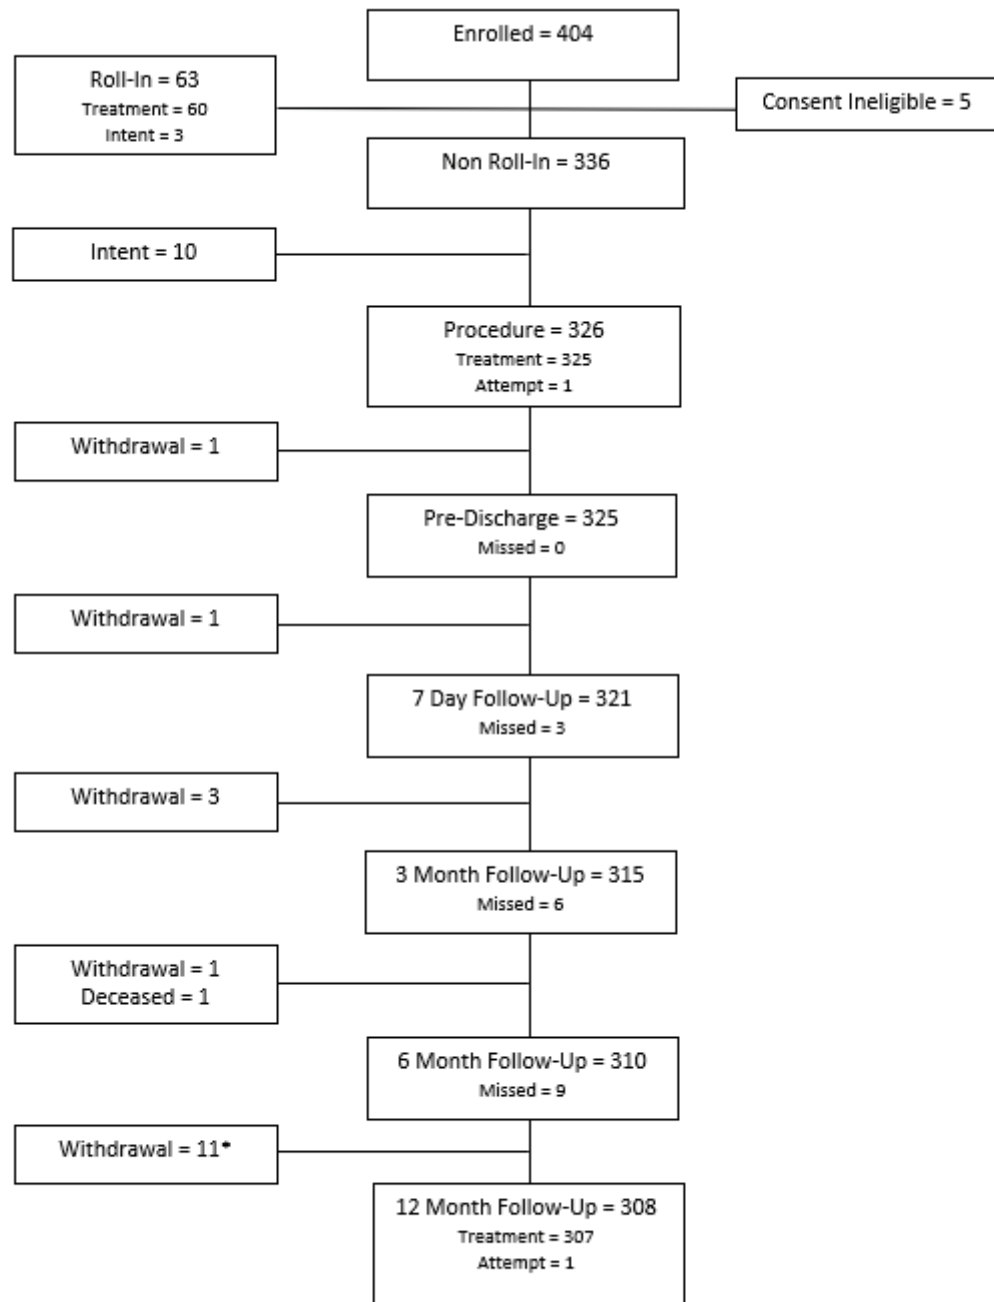 Enrolled = 404
Roll-In = 63
Treatment = 60
Intent = 3
Consent Ineligible = 5
Non Roll-In = 336
Intent = 10
Procedure = 326
Treatment = 325
Attempt = 1
Withdrawal = 1
Pre-Discharge = 325
Missed = 0
Withdrawal = 1
7 Day Follow-Up = 321
Missed = 3
Withdrawal = 3
3 Month Follow-Up = 315
Missed = 6
Withdrawal = 1
Deceased = 1
6 Month Follow-Up = 310
Missed = 9
Withdrawal = 11*
12 Month Follow-Up = 308
Treatment = 307
Attempt = 1